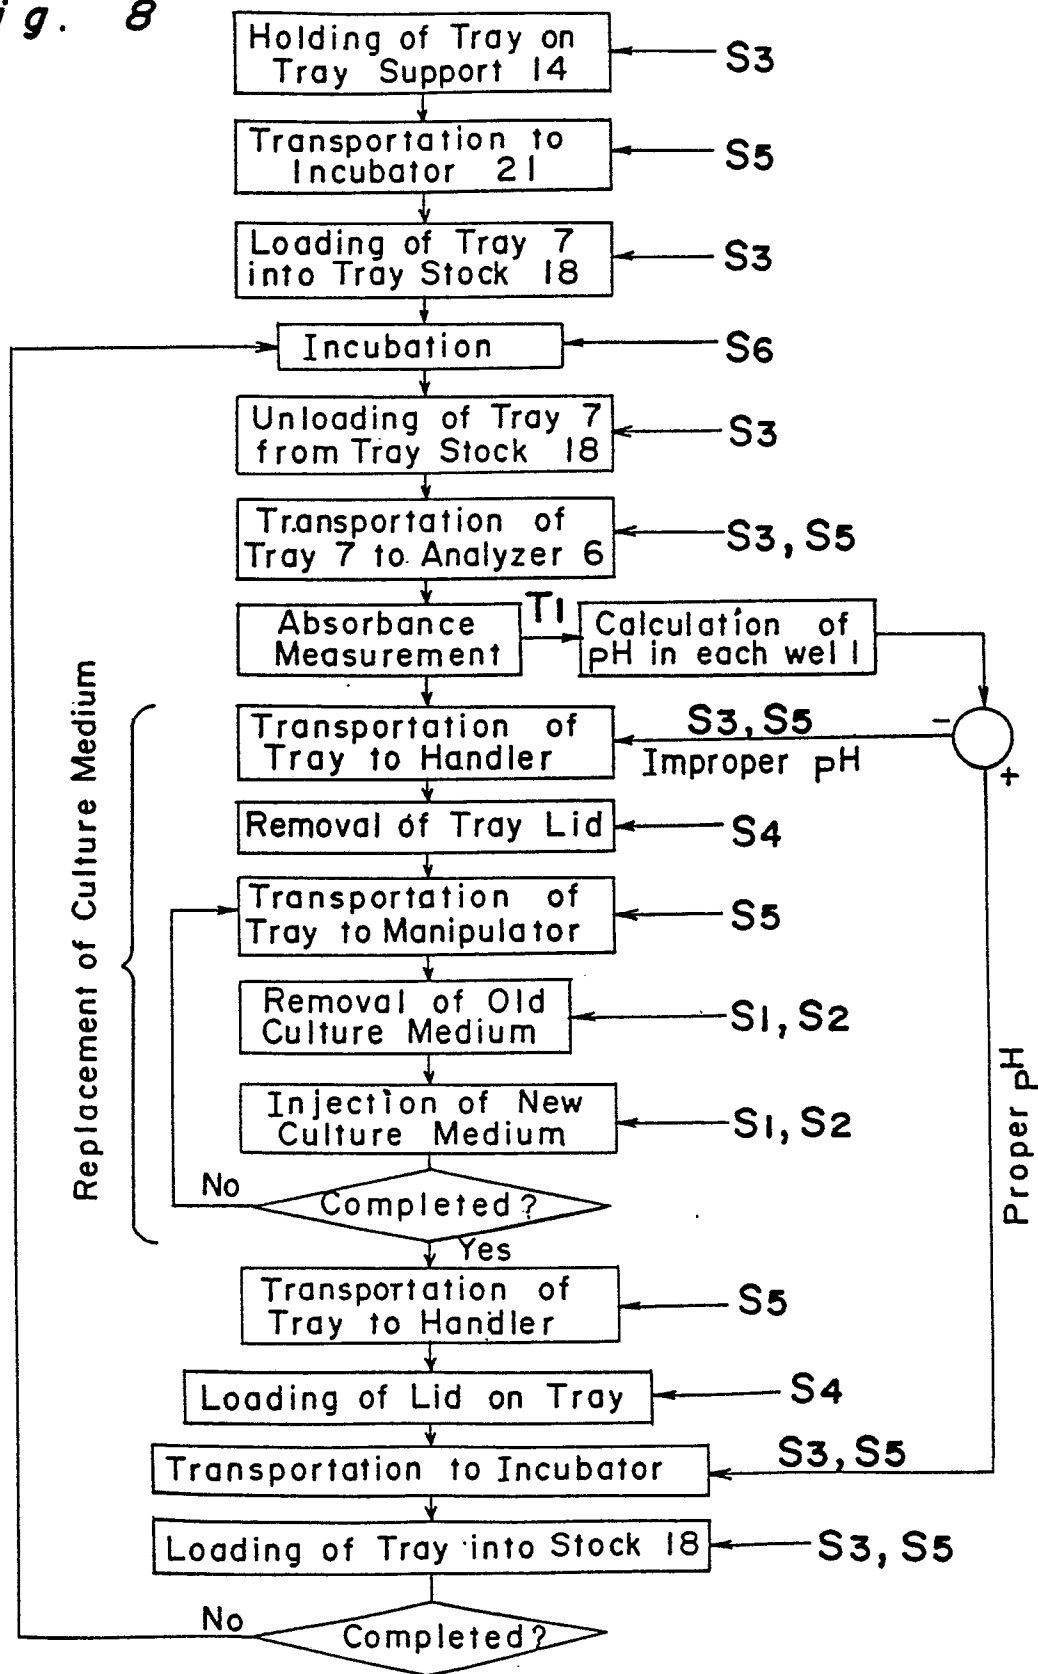 ig. 8
Holding of Tray on
Tray Support 14
S3
Transportation to
Incubator 21
S5
Loading of Tray 7
into Tray Stock 18
S3
Incubation
S6
Unloading of Tray 7
from Tray Stock 18
S3
Transportation of
Tray 7 to Analyzer 6
S3, S5
Absorbance
Measurement
T1
Calculation of
pH in each well
Replacement of Culture Medium
Transportation of
Tray to Handler
S3, S5
Improper pH
-
+
Removal of Tray Lid
S4
Transportation of
Tray to Manipulator
S5
Removal of Old
Culture Medium
S1, S2
Injection of New
Culture Medium
S1, S2
Proper pH
No
Completed?
Yes
Transportation of
Tray to Handler
S5
Loading of Lid on Tray
S4
Transportation to Incubator
S3, S5
Loading of Tray into Stock 18
S3, S5
No
Completed?